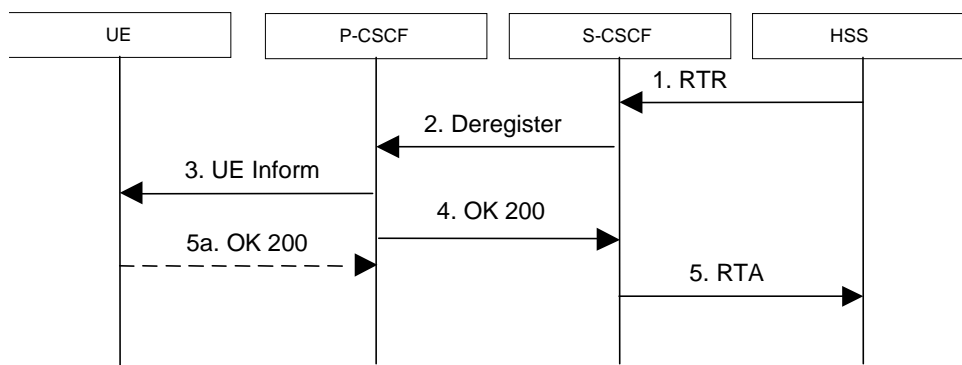 UE
P-CSCF
S-CSCF
HSS
1. RTR
2. Deregister
3. UE Inform
4. OK 200
5a. OK 200
5. RTA